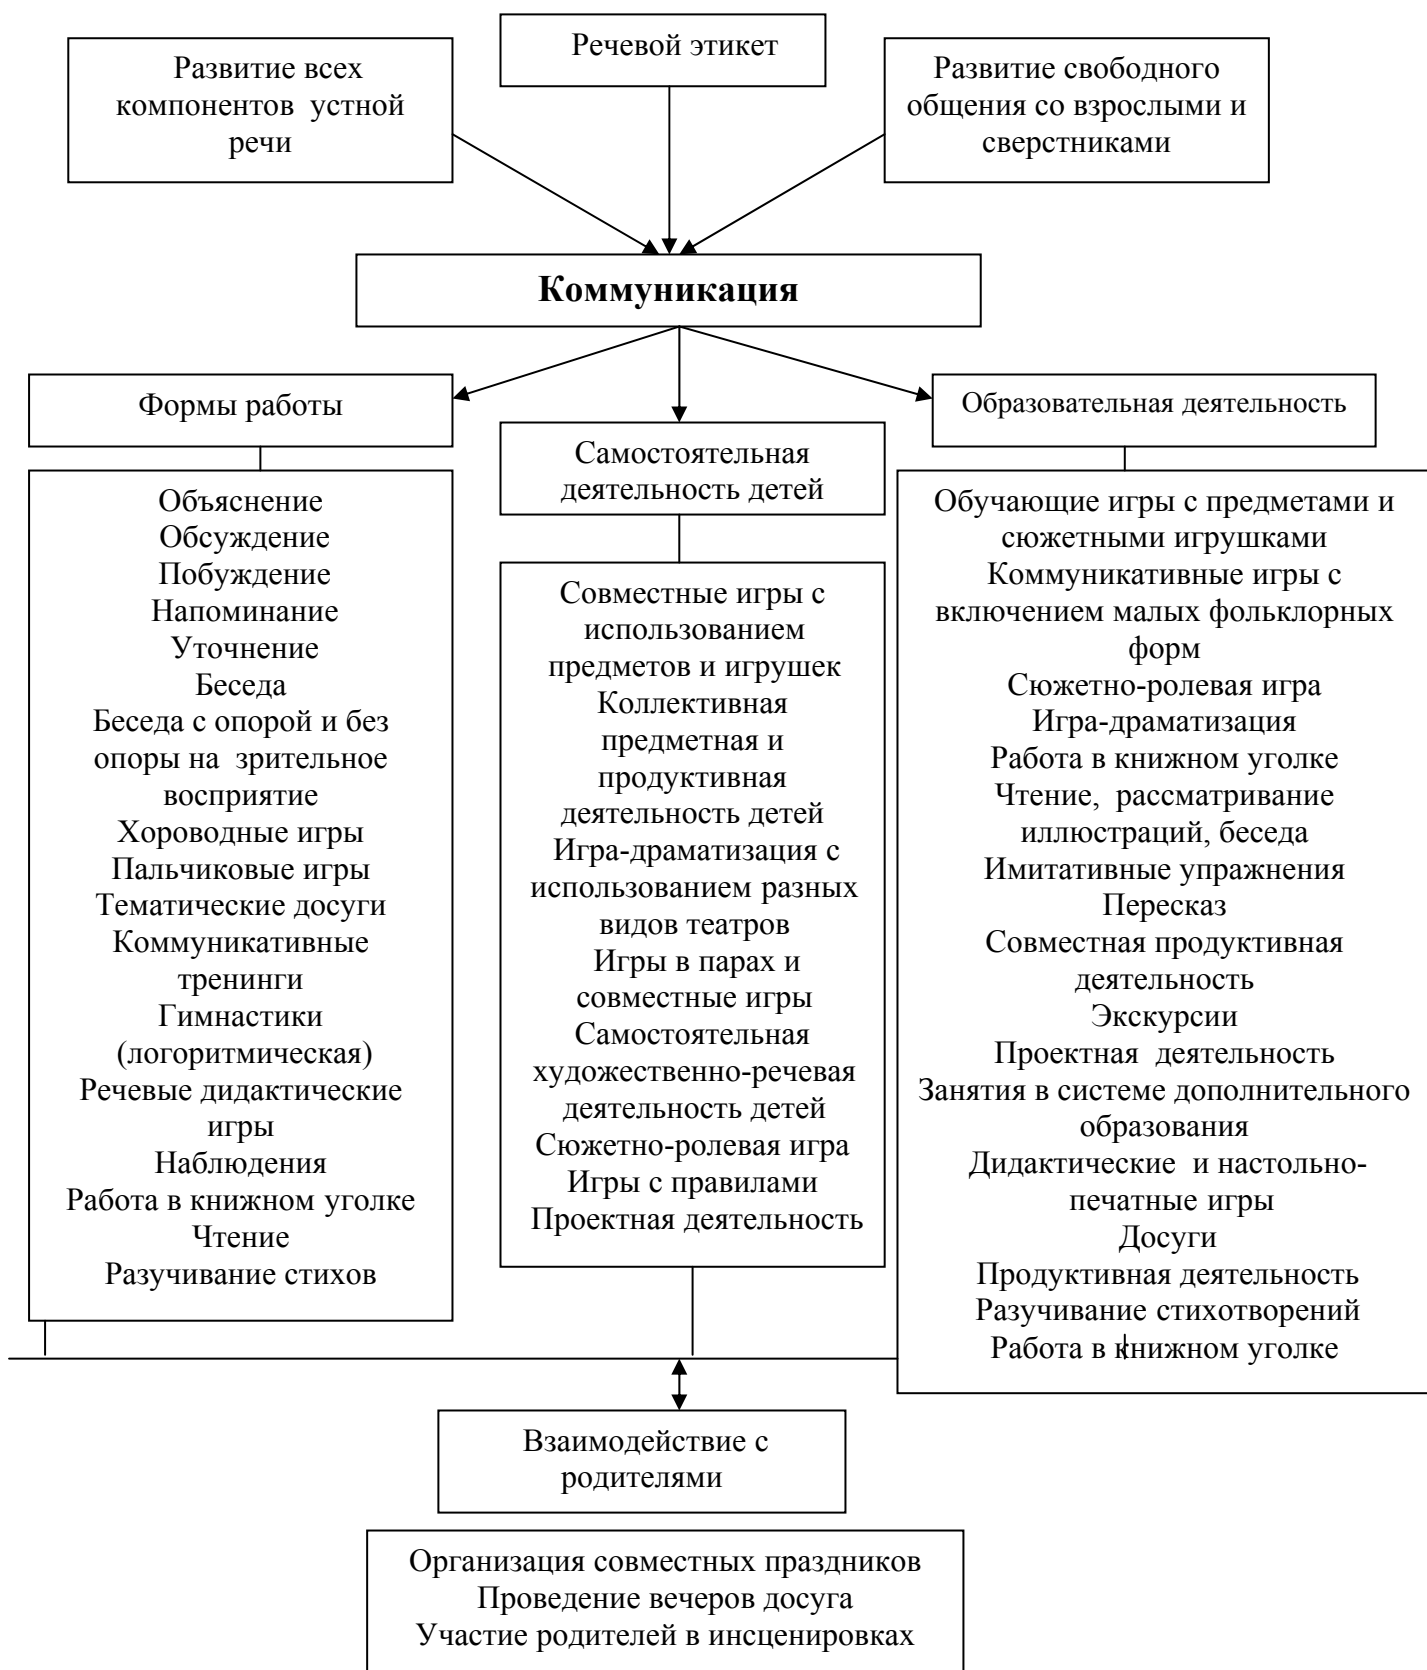 Речевой этикет
Развитие всех
компонентов устной
речи
Развитие свободного
общения со взрослыми и
сверстниками
Коммуникация
Формы работы
Объяснение
Обсуждение
Побуждение
Напоминание
Уточнение
Беседа
Беседа с опорой и без
опоры на зрительное
восприятие
Хороводные игры
Пальчиковые игры
Тематические досуги
Коммуникативные
тренинги
Гимнастики
(логоритмическая)
Речевые дидактические
игры
Наблюдения
Работа в книжном уголке
Чтение
Разучивание стихов
Самостоятельная
деятельность детей
Совместные игры с
использованием
предметов и игрушек
Коллективная
предметная и
продуктивная
деятельность детей
Игра-драматизация с
использованием разных
видов театров
Игры в парах и
совместные игры
Самостоятельная
художественно-речевая
деятельность детей
Сюжетно-ролевая игра
Игры с правилами
Проектная деятельность
Образовательная деятельность
Обучающие игры с предметами и
сюжетными игрушками
Коммуникативные игры с
включением малых фольклорных
форм
Сюжетно-ролевая игра
Игра-драматизация
Работа в книжном уголке
Чтение, рассматривание
иллюстраций, беседа
Имитативные упражнения
Пересказ
Совместная продуктивная
деятельность
Экскурсии
Проектная деятельность
Занятия в системе дополнительного
образования
Дидактические и настольно-
печатные игры
Досуги
Продуктивная деятельность
Разучивание стихотворений
Работа в книжном уголке
Взаимодействие с
родителями
Организация совместных праздников
Проведение вечеров досуга
Участие родителей в инсценировках